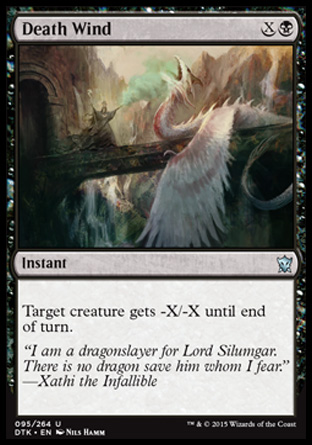 Death Wind X
Instant
Target creature gets -X/-X until end
of turn.
"I am a dragonslayer for Lord Silumgar.
There is no dragon save him whom I fear."
—Xathi the Infallible
095/264 U
DTK • EN Nils Hamm ™ & © 2015 Wizards of the Coast